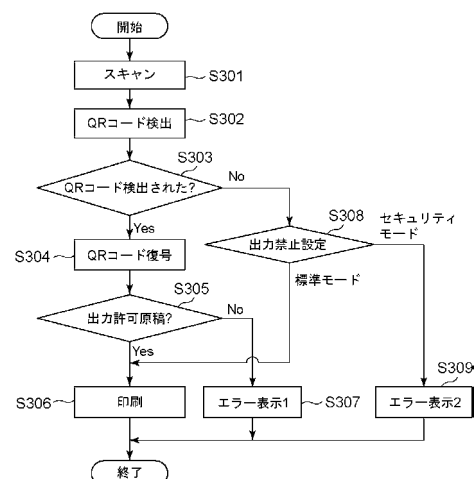 開始
スキャン
S301
QRコード検出
S302
S303
QRコード検出された?
No
Yes
S308
セキュリティ
モード
出力禁止設定
標準モード
S304
QRコード復号
S305
出力許可原稿?
No
Yes
S309
S306
印刷
エラー表示1
S307
エラー表示2
終了